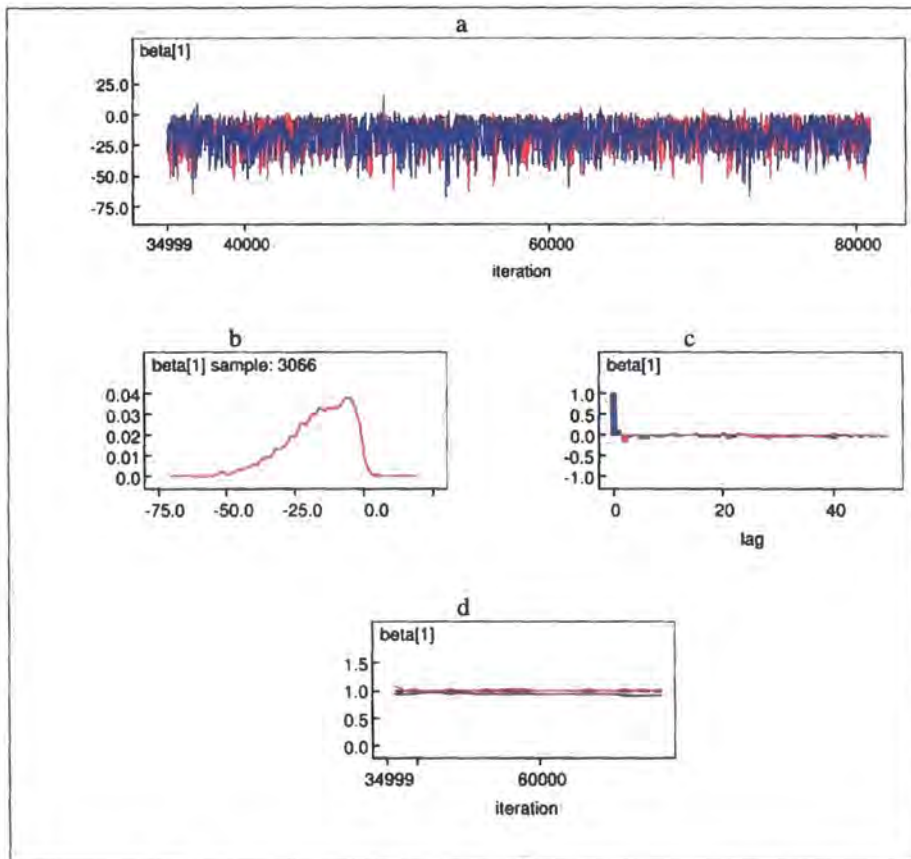 a
beta[1]
25.0
0.0
-25.0
-50.0
-75.0
34999 40000 60000 80000
iteration
b
beta[1] sample: 3066
0.04
0.03
0.02
0.01
0.0
-75.0 -50.0 -25.0 0.0
c
beta[1]
1.0
0.5
0.0
-0.5
-1.0
0 20 40
lag
d
beta[1]
1.5
1.0
0.5
0.0
34999 60000
iteration